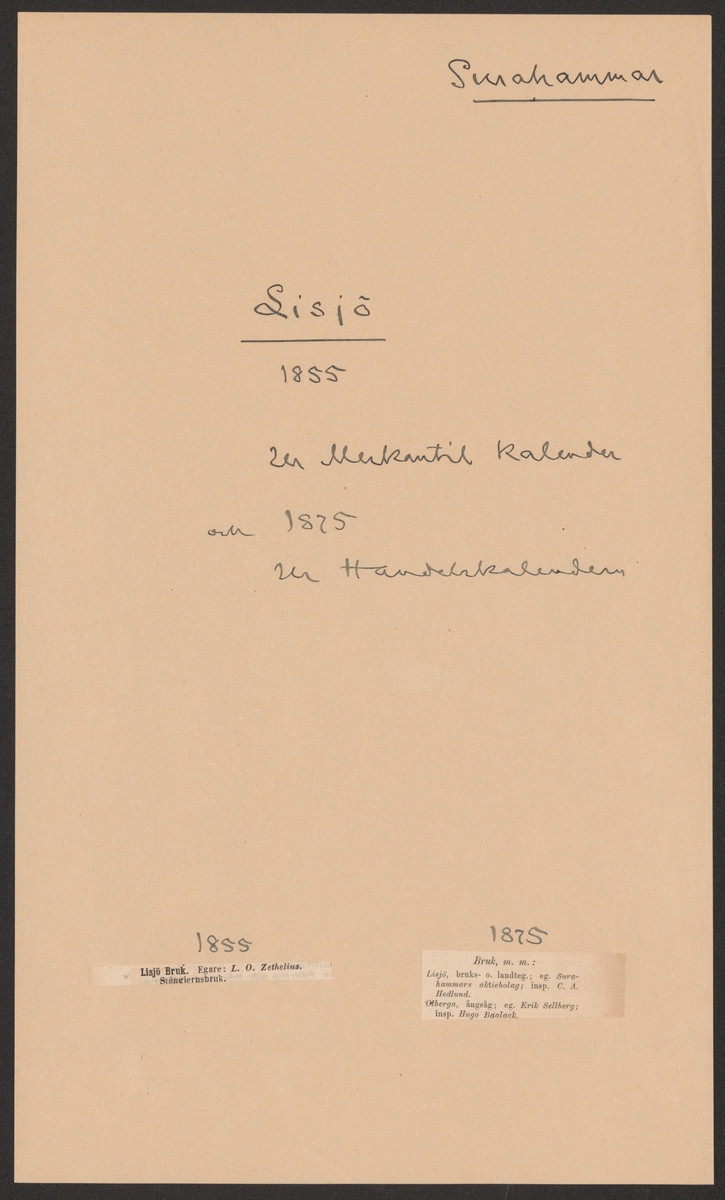 Surahammar
Lisjö
1855
ur Merkantil kalender
och 1875
ur Handelskalendern
1855
Lisjö Bruk. Egare: L. O. Zethelius.
Stångjernsbruk.
1875
Bruk, m. m.:
Lisjö, bruks- o. landteg.; eg. Sura-
hammars aktiebolag; insp. C. A.
Hedlund.
Olberga, ångsåg; eg. Erik Sellberg;
insp. Hugo Baalack.